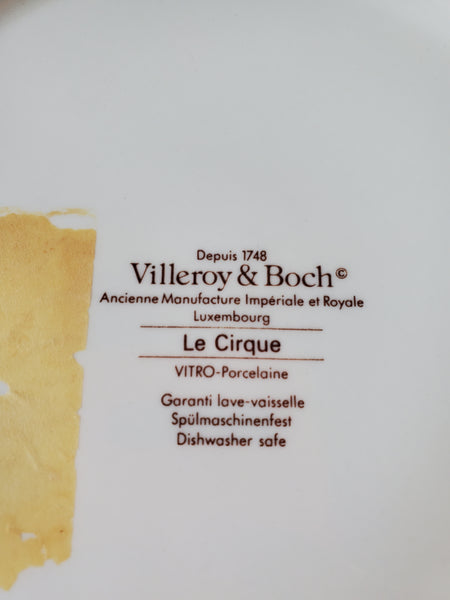 Depuis 1748
Villeroy & Boch©
Ancienne Manufacture Impériale et Royale
Luxembourg
Le Cirque
VITRO-Porcelaine
Garanti lave-vaisselle
Spülmaschinenfest
Dishwasher safe